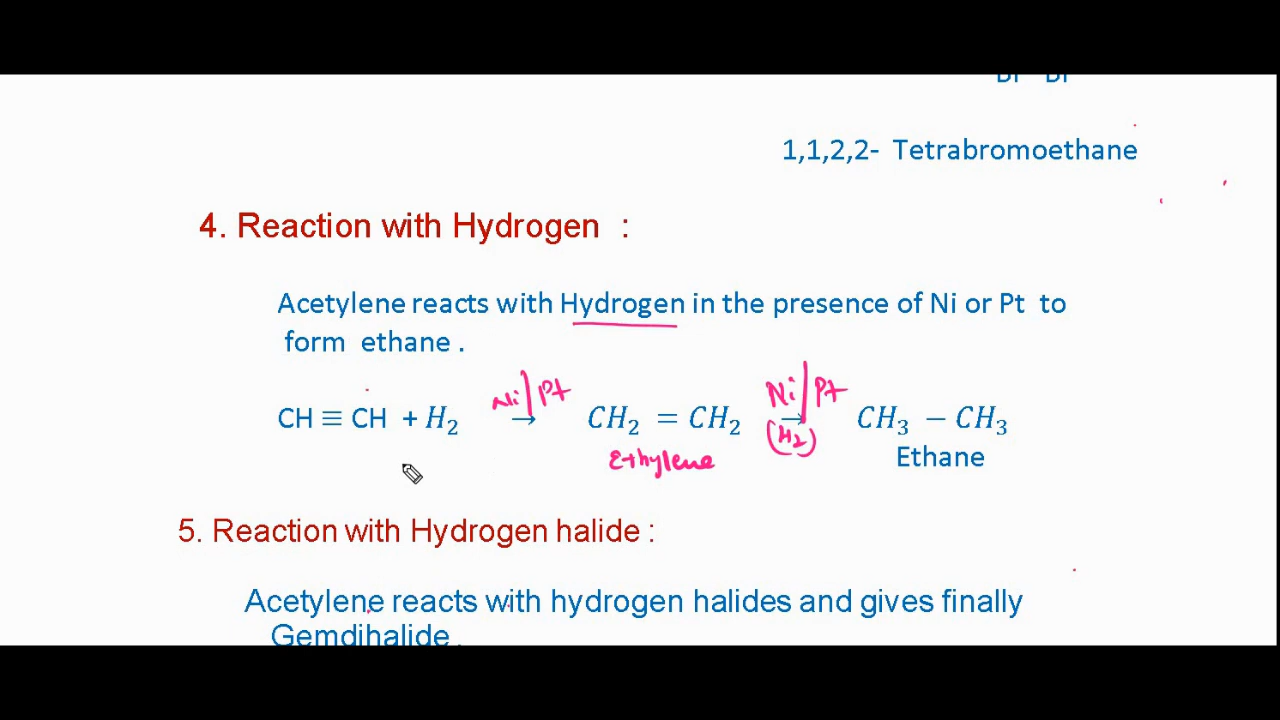 Br Br
1,1,2,2- Tetrabromoethane
4. Reaction with Hydrogen :
Acetylene reacts with Hydrogen in the presence of Ni or Pt to
form ethane .
Ni/Pt Ni/Pt
CH ≡ CH + H₂ → CH₂ = CH₂ → CH₃ − CH₃
(H₂)
Ethylene Ethane
5. Reaction with Hydrogen halide :
Acetylene reacts with hydrogen halides and gives finally
Gemdihalide .